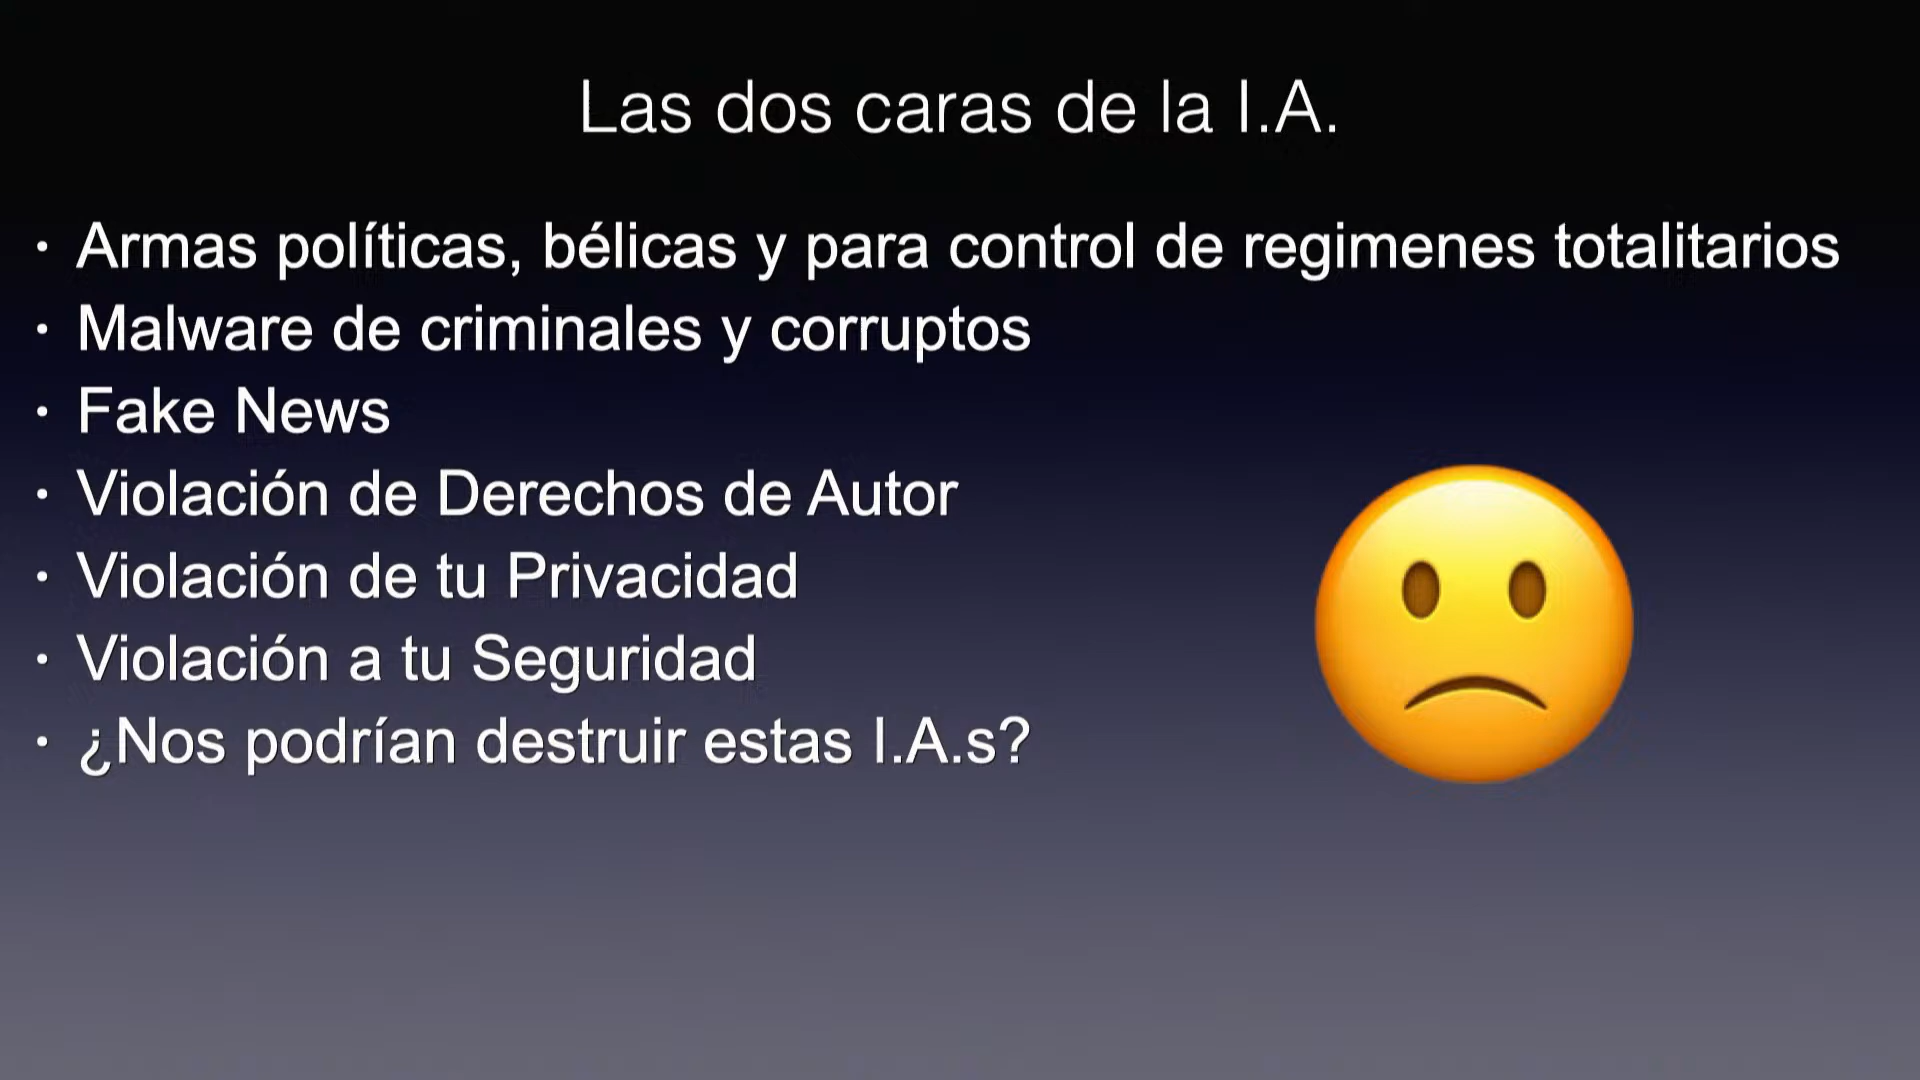 Las dos caras de la I.A.
· Armas políticas, bélicas y para control de regimenes totalitarios
· Malware de criminales y corruptos
· Fake News
· Violación de Derechos de Autor
· Violación de tu Privacidad
· Violación a tu Seguridad
· ¿Nos podrían destruir estas I.A.s?